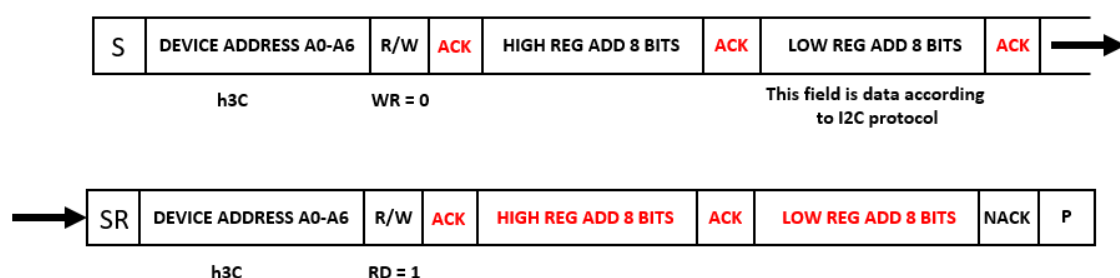 S DEVICE ADDRESS A0-A6 R/W ACK HIGH REG ADD 8 BITS ACK LOW REG ADD 8 BITS ACK
h3C WR = 0 This field is data according
to I2C protocol
SR DEVICE ADDRESS A0-A6 R/W ACK HIGH REG ADD 8 BITS ACK LOW REG ADD 8 BITS NACK P
h3C RD = 1